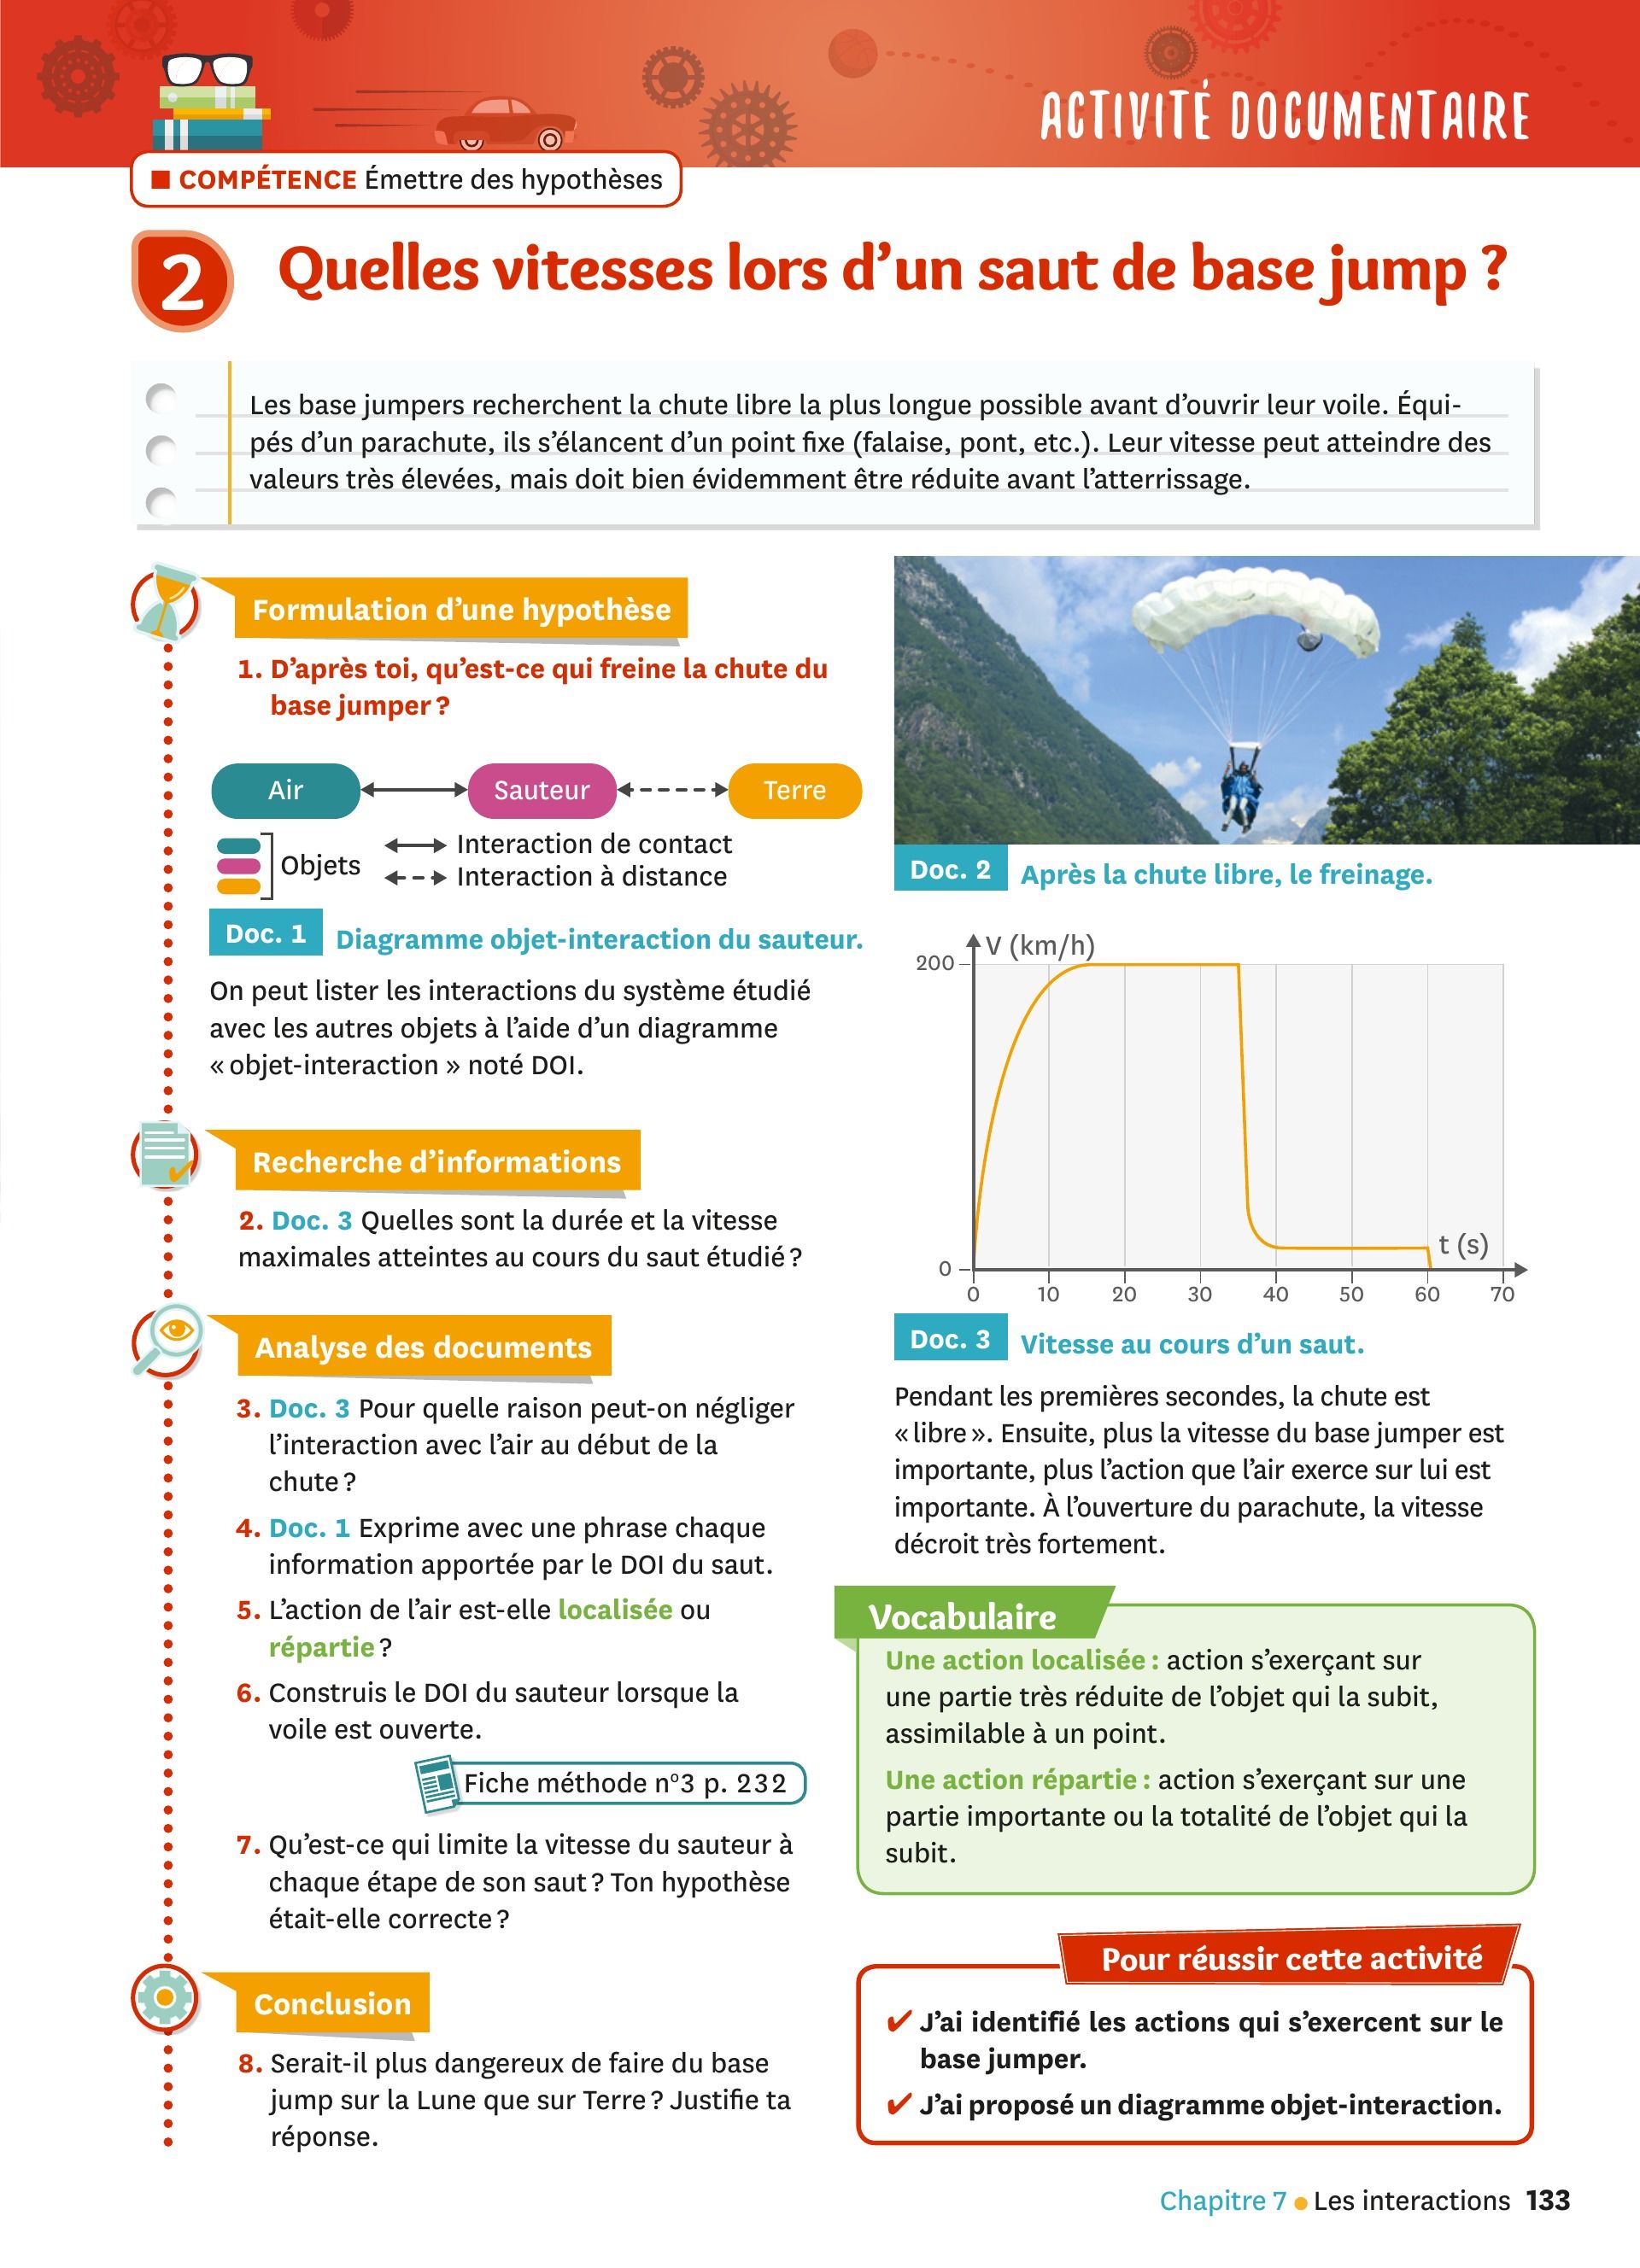 ACTIVITÉ DOCUMENTAIRE
COMPÉTENCE Émettre des hypothèses
2 Quelles vitesses lors d’un saut de base jump ?
Les base jumpers recherchent la chute libre la plus longue possible avant d’ouvrir leur voile. Équi-
pés d’un parachute, ils s’élancent d’un point fixe (falaise, pont, etc.). Leur vitesse peut atteindre des
valeurs très élevées, mais doit bien évidemment être réduite avant l’atterrissage.
Formulation d’une hypothèse
1. D’après toi, qu’est-ce qui freine la chute du
base jumper ?
Air
Sauteur
Terre
Objets
Interaction de contact
Interaction à distance
Doc. 1 Diagramme objet-interaction du sauteur.
On peut lister les interactions du système étudié
avec les autres objets à l’aide d’un diagramme
« objet-interaction » noté DOI.
Recherche d’informations
2. Doc. 3 Quelles sont la durée et la vitesse
maximales atteintes au cours du saut étudié ?
Analyse des documents
3. Doc. 3 Pour quelle raison peut-on négliger
l’interaction avec l’air au début de la
chute ?
4. Doc. 1 Exprime avec une phrase chaque
information apportée par le DOI du saut.
5. L’action de l’air est-elle localisée ou
répartie ?
6. Construis le DOI du sauteur lorsque la
voile est ouverte.
Fiche méthode n°3 p. 232
7. Qu’est-ce qui limite la vitesse du sauteur à
chaque étape de son saut ? Ton hypothèse
était-elle correcte ?
Conclusion
8. Serait-il plus dangereux de faire du base
jump sur la Lune que sur Terre ? Justifie ta
réponse.
Doc. 2 Après la chute libre, le freinage.
V (km/h)
200
0
t (s)
0 10 20 30 40 50 60 70
Doc. 3 Vitesse au cours d’un saut.
Pendant les premières secondes, la chute est
« libre ». Ensuite, plus la vitesse du base jumper est
importante, plus l’action que l’air exerce sur lui est
importante. À l’ouverture du parachute, la vitesse
décroit très fortement.
Vocabulaire
Une action localisée : action s’exerçant sur
une partie très réduite de l’objet qui la subit,
assimilable à un point.
Une action répartie : action s’exerçant sur une
partie importante ou la totalité de l’objet qui la
subit.
Pour réussir cette activité
✔ J’ai identifié les actions qui s’exercent sur le
base jumper.
✔ J’ai proposé un diagramme objet-interaction.
Chapitre 7 • Les interactions 133